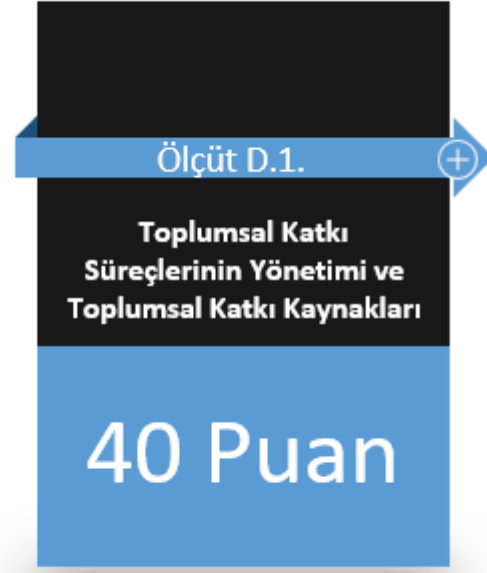 Ölçüt D.1.
Toplumsal Katkı
Süreçlerinin Yönetimi ve
Toplumsal Katkı Kaynakları
40 Puan